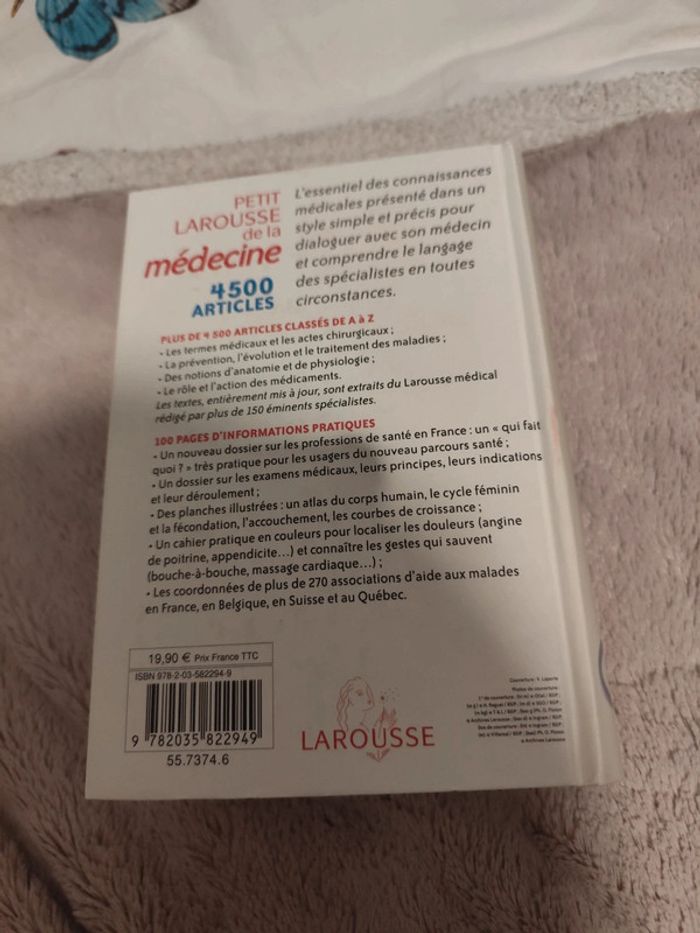 PETIT
LAROUSSE
de la
médecine
4500
ARTICLES
L'essentiel des connaissances
médicales présenté dans un
style simple et précis pour
dialoguer avec son médecin
et comprendre le langage
des spécialistes en toutes
circonstances.
PLUS DE 4 500 ARTICLES CLASSÉS DE A à Z
• Les termes médicaux et les actes chirurgicaux ;
• La prévention, l'évolution et le traitement des maladies ;
• Des notions d'anatomie et de physiologie ;
• Le rôle et l'action des médicaments.
Les textes, entièrement mis à jour, sont extraits du Larousse médical
rédigé par plus de 150 éminents spécialistes.
100 PAGES D'INFORMATIONS PRATIQUES
• Un nouveau dossier sur les professions de santé en France : un « qui fait
quoi ? » très pratique pour les usagers du nouveau parcours santé ;
• Un dossier sur les examens médicaux, leurs principes, leurs indications
et leur déroulement ;
• Des planches illustrées : un atlas du corps humain, le cycle féminin
et la fécondation, l'accouchement, les courbes de croissance ;
• Un cahier pratique en couleurs pour localiser les douleurs (angine
de poitrine, appendicite...) et connaître les gestes qui sauvent
(bouche-à-bouche, massage cardiaque...) ;
• Les coordonnées de plus de 270 associations d'aide aux malades
en France, en Belgique, en Suisse et au Québec.
19,90 € Prix France TTC
ISBN 978-2-03-582294-9
9 782035 822949
55.7374.6
LAROUSSE
Couverture : V. Laporte
Photos de couverture :
© Archives Larousse